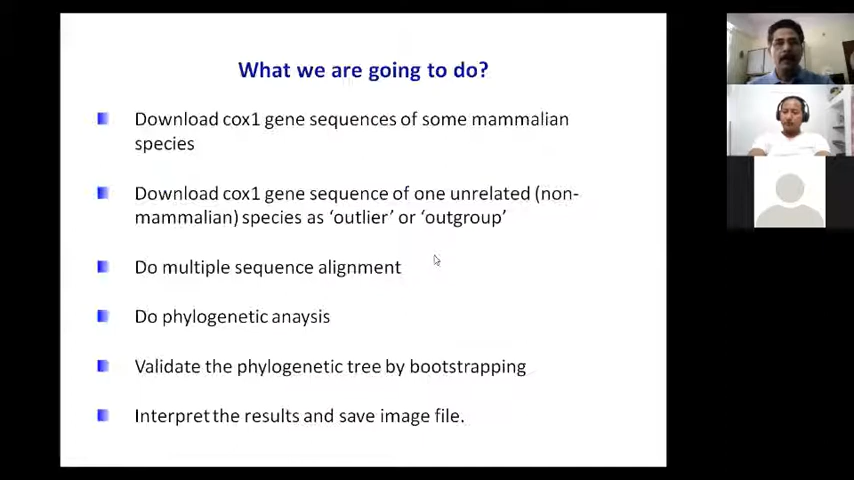 What we are going to do?
Download cox1 gene sequences of some mammalian
species
Download cox1 gene sequence of one unrelated (non-
mammalian) species as ‘outlier’ or ‘outgroup’
Do multiple sequence alignment
Do phylogenetic anaysis
Validate the phylogenetic tree by bootstrapping
Interpret the results and save image file.